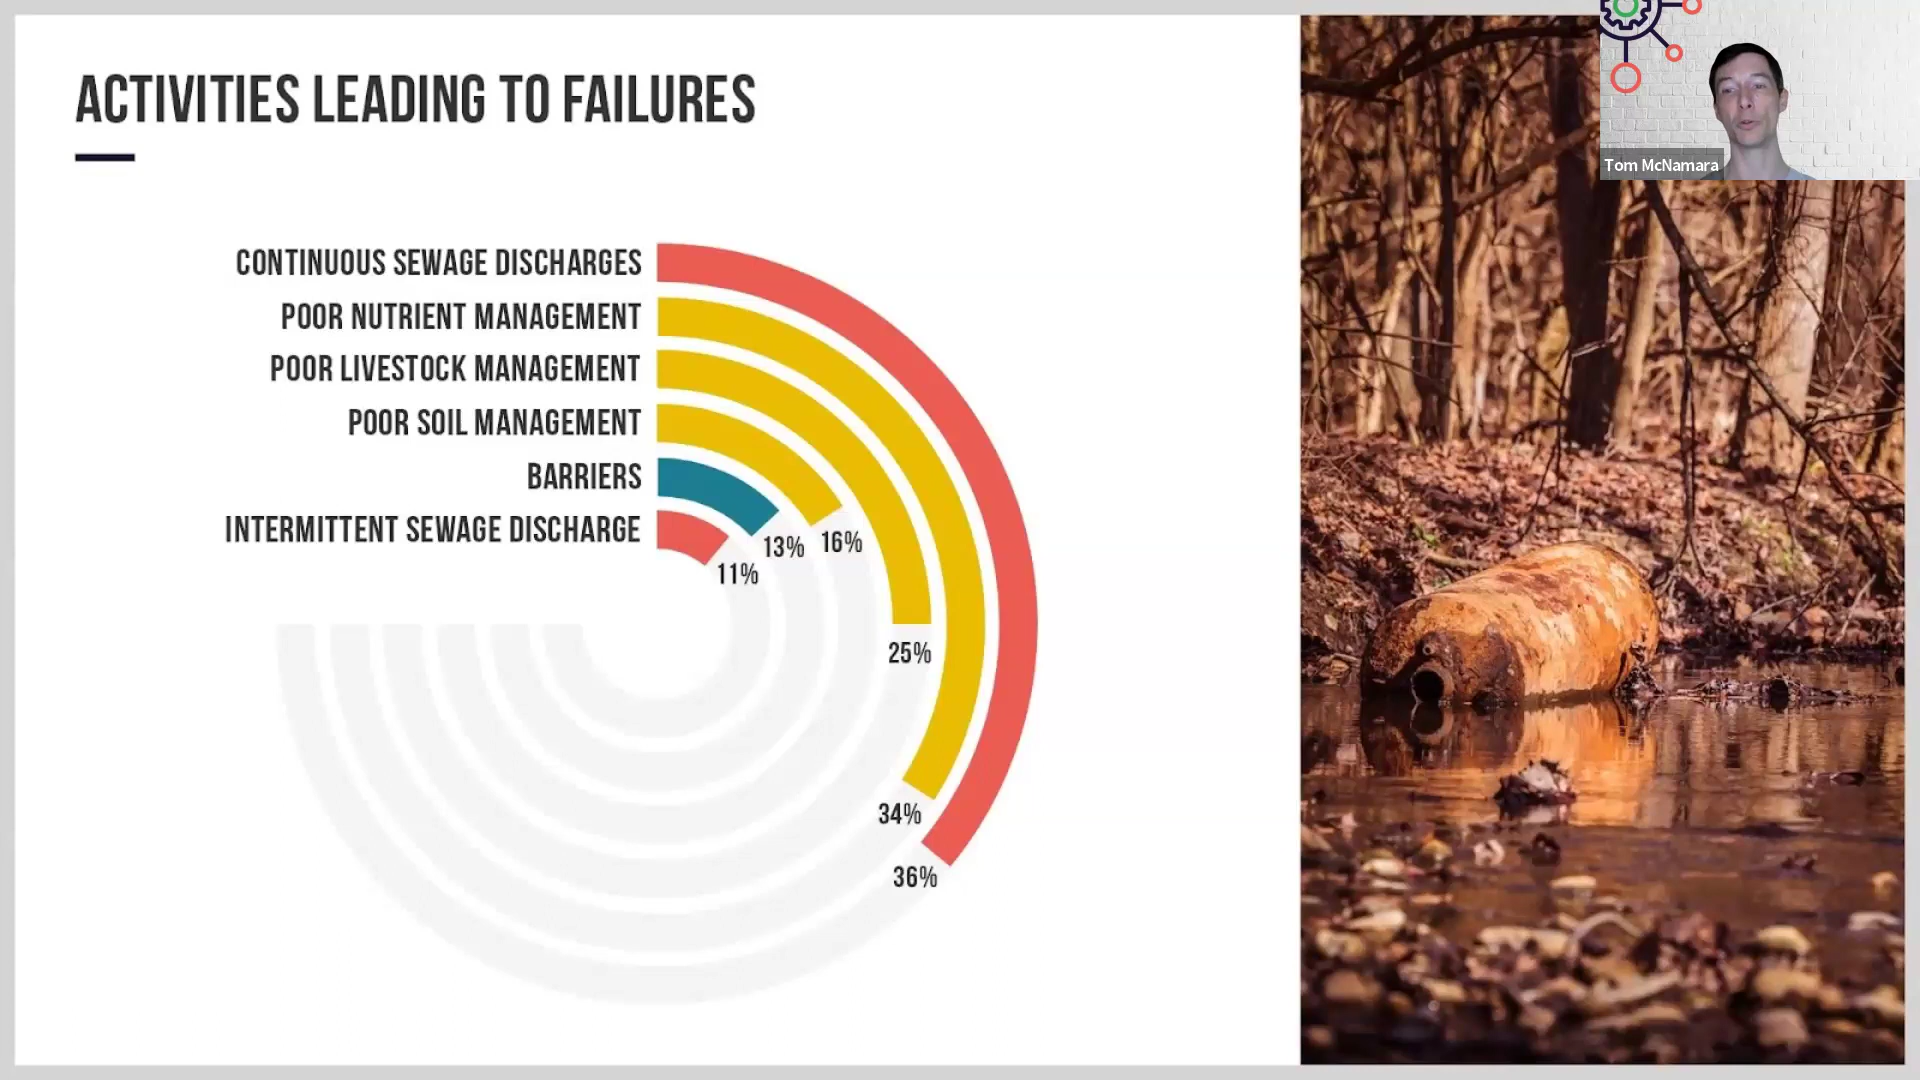 ACTIVITIES LEADING TO FAILURES
Tom McNamara
CONTINUOUS SEWAGE DISCHARGES
POOR NUTRIENT MANAGEMENT
POOR LIVESTOCK MANAGEMENT
POOR SOIL MANAGEMENT
BARRIERS
INTERMITTENT SEWAGE DISCHARGE
13%
16%
11%
25%
34%
36%